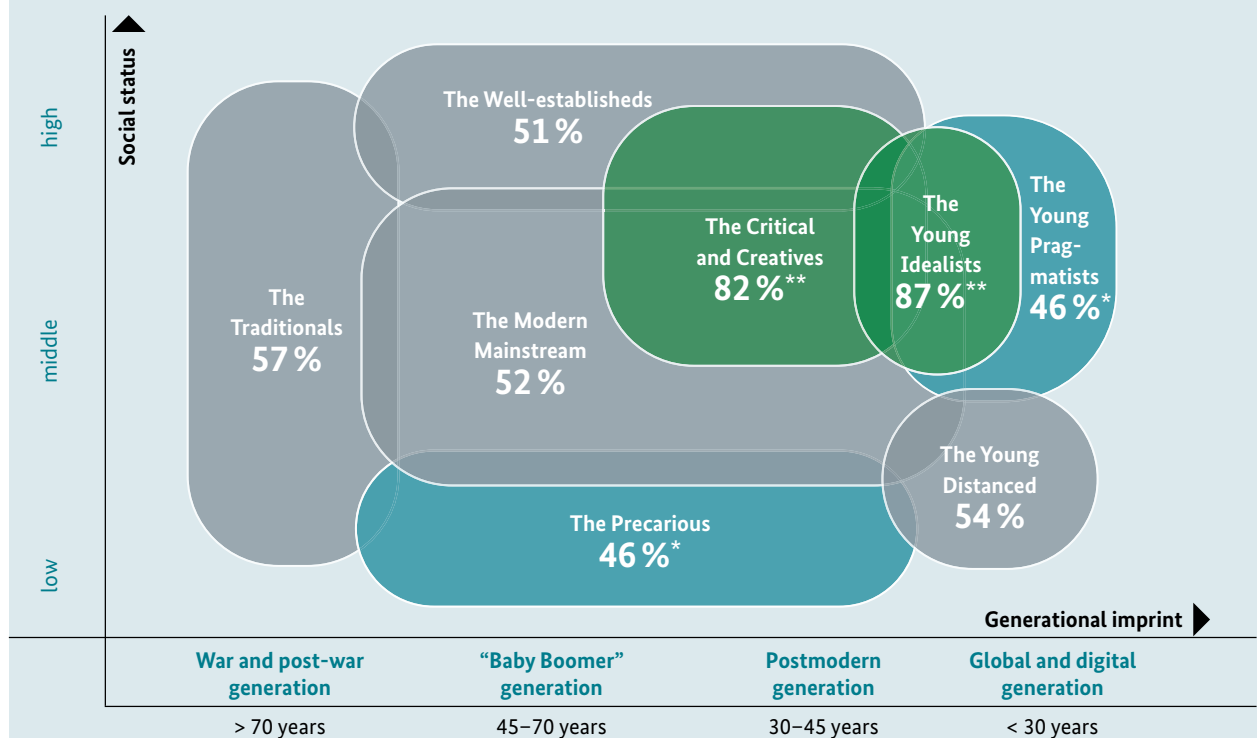 Social status
high
middle
low
The Well-establisheds
51 %
The Critical
and Creatives
82 %**
The
Young
Idealists
87 %**
The
Young
Prag-
matists
46 %*
The
Traditionals
57 %
The Modern
Mainstream
52 %
The Young
Distanced
54 %
The Precarious
46 %*
Generational imprint
War and post-war
generation
> 70 years
“Baby Boomer”
generation
45–70 years
Postmodern
generation
30–45 years
Global and digital
generation
< 30 years